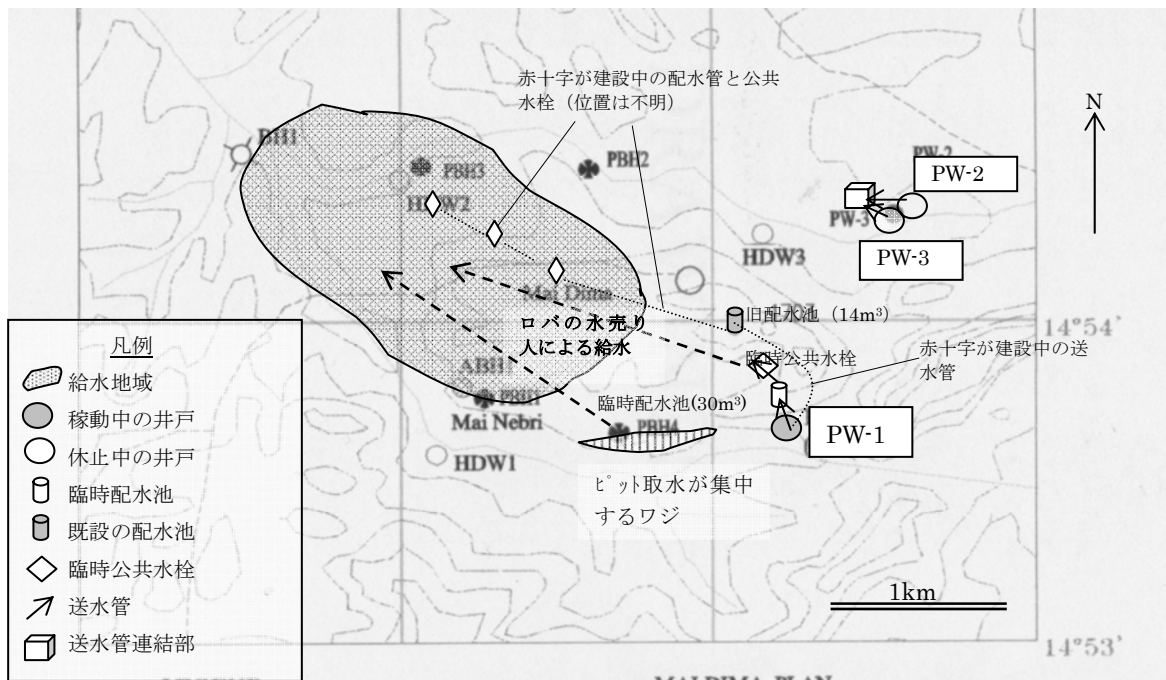 赤十字が建設中の配水管と公共
水栓（位置は不明）
N
BH1
PBH3
PBH2
PW-2
PW-2
HDW2
PW-3
PW-3
HDW3
Mai Dima
ロバの水売り
人による給水
旧配水池（14m³）
14°54'
臨時公共水栓
赤十字が建設中の送
水管
ABH1
PBH1
臨時配水池(30m³)
Mai Nebri
PBH4
PW-1
HDW1
ﾋﾟｯﾄ取水が集中
するワジ
凡例
給水地域
稼動中の井戸
休止中の井戸
臨時配水池
既設の配水池
臨時公共水栓
送水管
送水管連結部
1km
14°53'
MAI DIMA PLAN